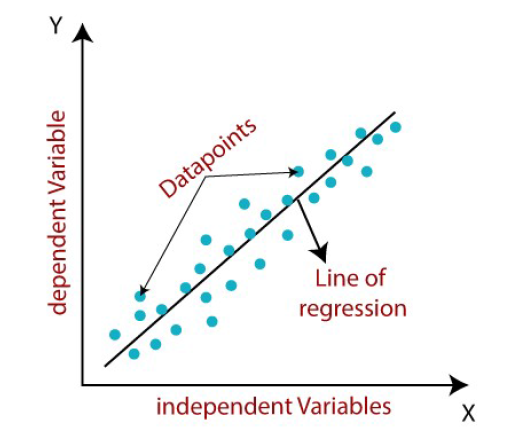 Y
dependent Variable
Datapoints
Line of
regression
independent Variables
X